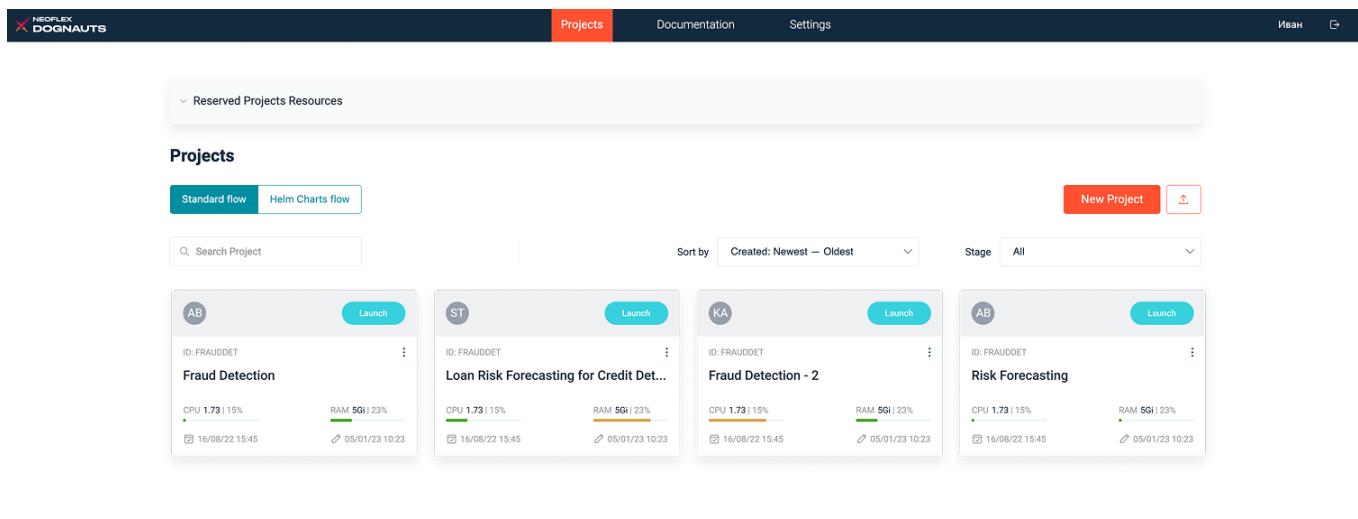 NEOFLEX
DOGNAUTS
Projects Documentation Settings Иван
Reserved Projects Resources
Projects
Standard flow Helm Charts flow New Project
Search Project Sort by Created: Newest — Oldest Stage All
AB Launch ST Launch KA Launch AB Launch
ID: FRAUDDET ID: FRAUDDET ID: FRAUDDET ID: FRAUDDET
Fraud Detection Loan Risk Forecasting for Credit Det... Fraud Detection - 2 Risk Forecasting
CPU 1.73 | 15% RAM 5Gi | 23% CPU 1.73 | 15% RAM 5Gi | 23% CPU 1.73 | 15% RAM 5Gi | 23% CPU 1.73 | 15% RAM 5Gi | 23%
16/08/22 15:45 05/01/23 10:23 16/08/22 15:45 05/01/23 10:23 16/08/22 15:45 05/01/23 10:23 16/08/22 15:45 05/01/23 10:23